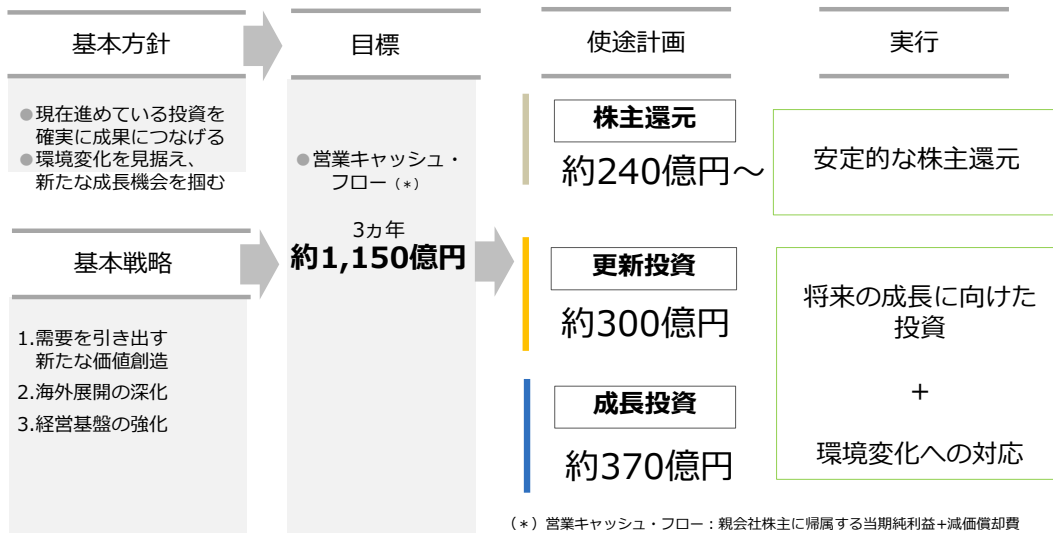 基本方針
●現在進めている投資を
確実に成果につなげる
●環境変化を見据え、
新たな成長機会を掴む
基本戦略
1.需要を引き出す
新たな価値創造
2.海外展開の深化
3.経営基盤の強化
目標
●営業キャッシュ・
フロー（*）
3ヵ年
約1,150億円
使途計画
株主還元
約240億円～
更新投資
約300億円
成長投資
約370億円
実行
安定的な株主還元
将来の成長に向けた
投資
+
環境変化への対応
（*）営業キャッシュ・フロー：親会社株主に帰属する当期純利益+減価償却費